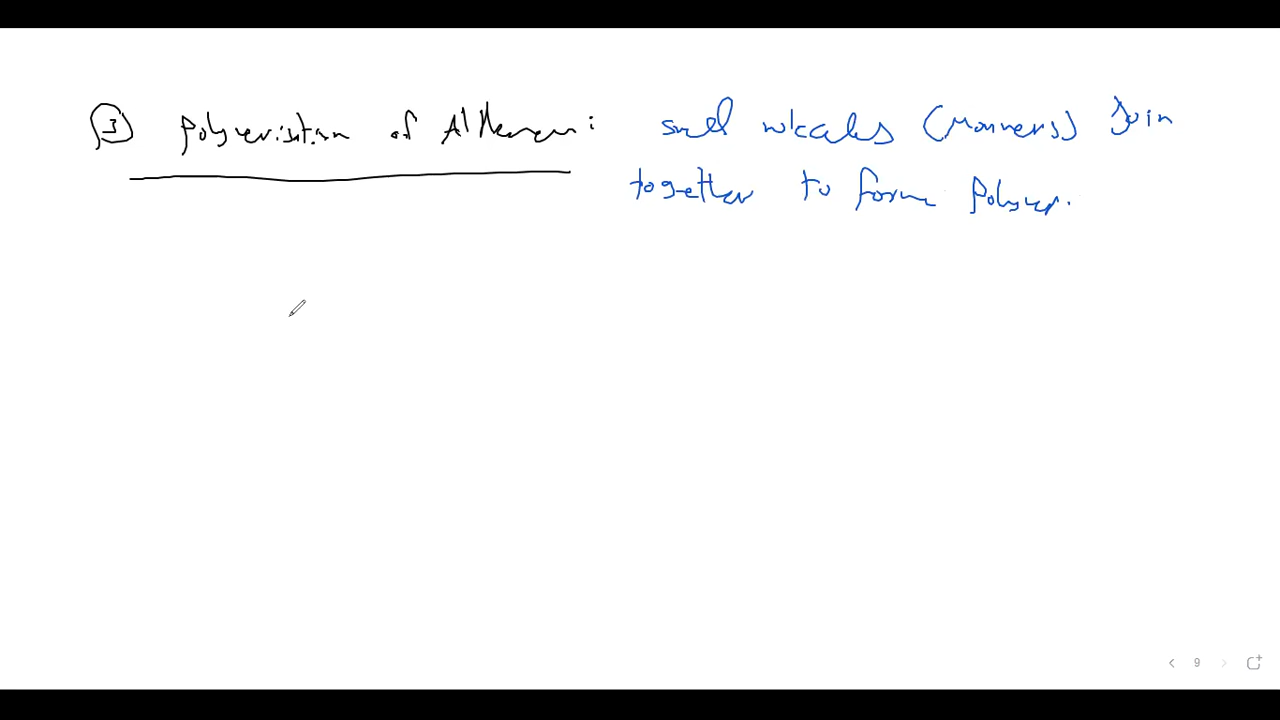 3 Polymerisation of Alkenes: small molecules (Monomers) Join
together to form Polymer.
9